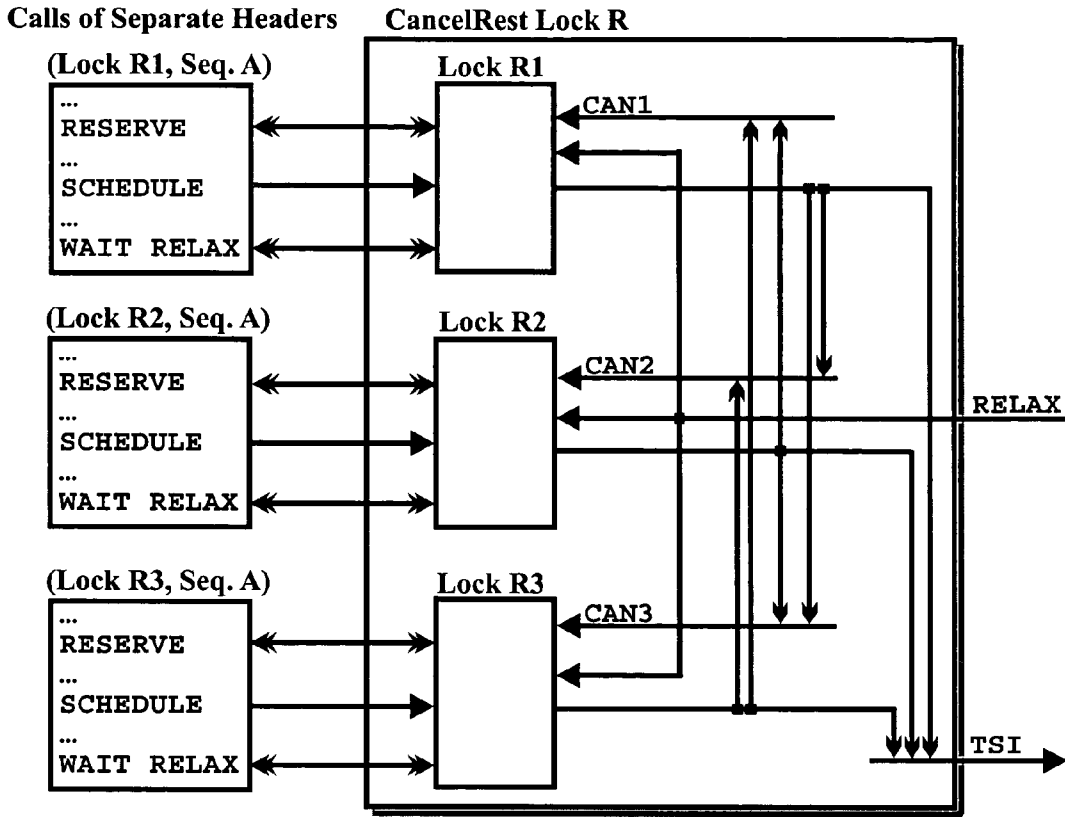 Calls of Separate Headers
CancelRest Lock R
(Lock R1, Seq. A)
...
RESERVE
...
SCHEDULE
...
WAIT RELAX
Lock R1
CAN1
(Lock R2, Seq. A)
...
RESERVE
...
SCHEDULE
...
WAIT RELAX
Lock R2
CAN2
RELAX
(Lock R3, Seq. A)
...
RESERVE
...
SCHEDULE
...
WAIT RELAX
Lock R3
CAN3
TSI